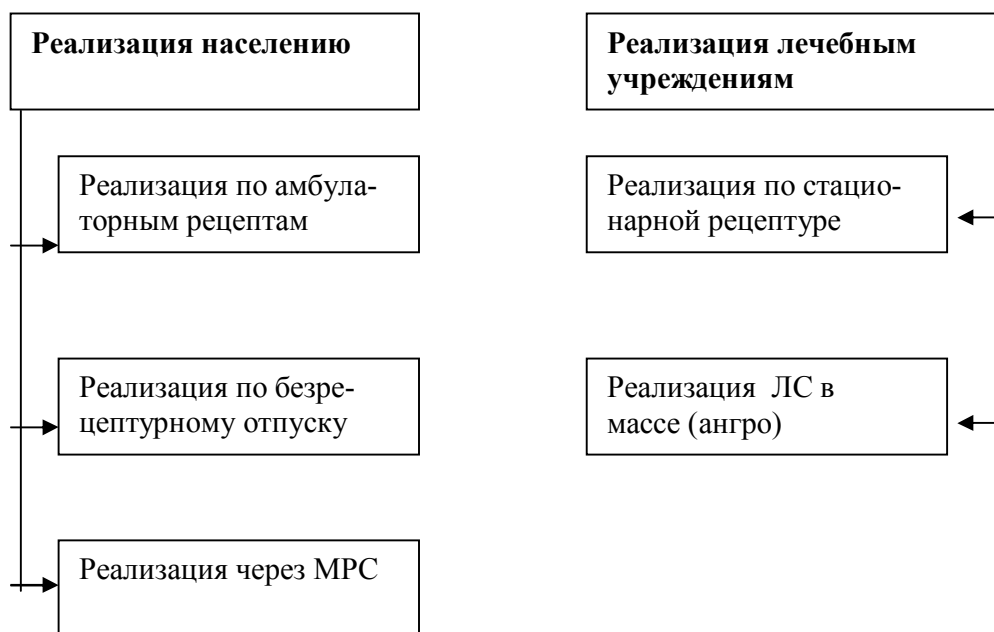 Реализация населению
Реализация лечебным
учреждениям
Реализация по амбула-
торным рецептам
Реализация по стацио-
нарной рецептуре
Реализация по безре-
цептурному отпуску
Реализация  ЛС в
массе (ангро)
Реализация через МРС